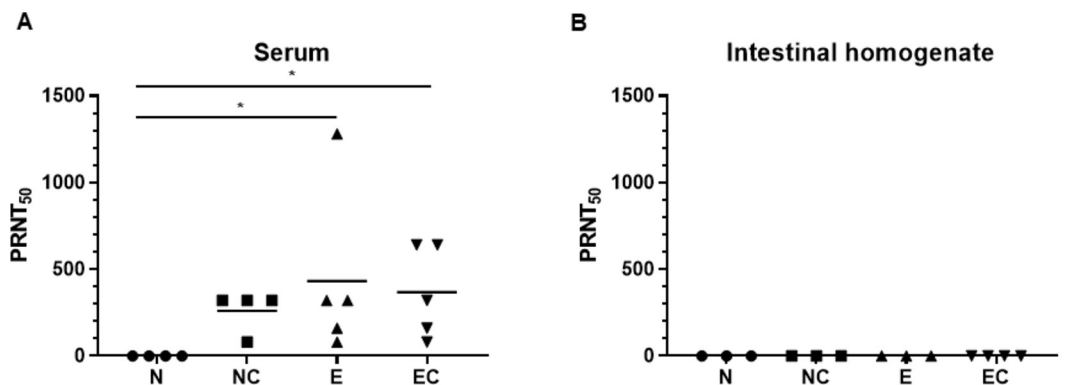 A
Serum
*
*
1500
1000
500
0
PRNT50
N NC E EC
B
Intestinal homogenate
1500
1000
500
0
PRNT50
N NC E EC